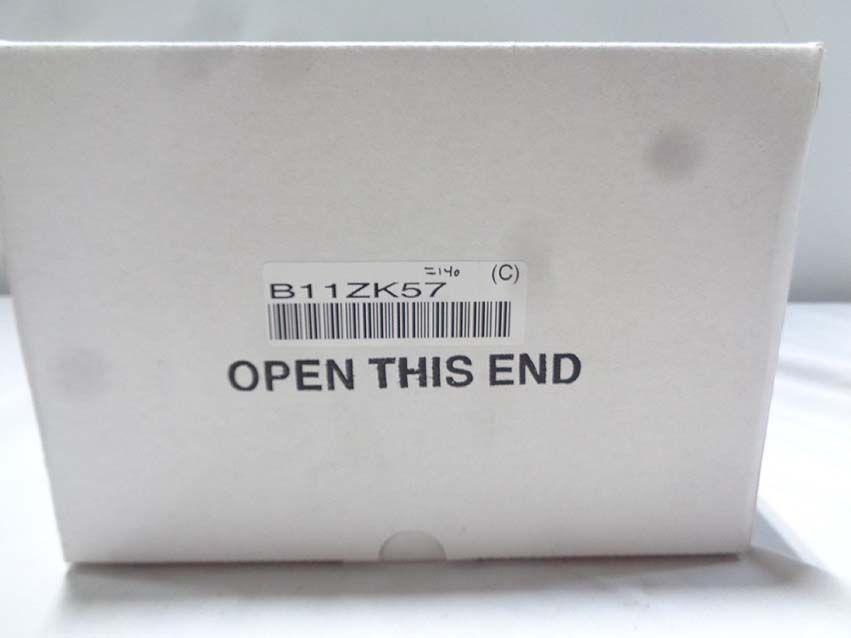 =140 (C)
B11ZK57
OPEN THIS END